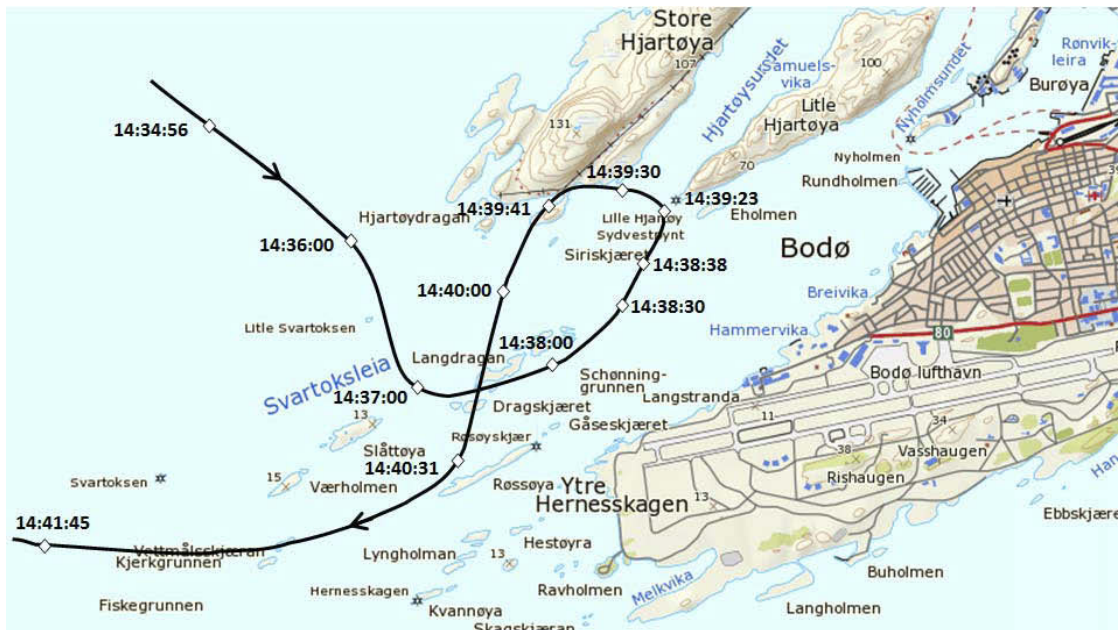 Store
Hjartøya
107
Hjartøysundet
Samuels-
vika
100
Litle
Hjartøya
Nyholmsundet
Rønvik-
leira
Burøya
14:34:56
131
70
Nyholmen
Rundholmen
14:39:30
14:39:41
14:39:23
Hjartøydragan
Lille Hjartøy
Sydvestpynt
Eholmen
Siriskjæret
Bodø
14:36:00
14:38:38
14:40:00
14:38:30
Breivika
Litle Svartoksen
Hammervika
80
14:38:00
Langdragan
Svartoksleia
Schønning-
grunnen
Bodø lufthavn
14:37:00
Langstranda
Dragskjæret
11
13
Gåseskjæret
34
Røsøyskjær
Slåttøya
Vasshaugen
14:40:31
38
Svartoksen
15
Værholmen
Røssøya
Rishaugen
Ytre
Hernesskagen
13
14:41:45
Ebbskjære
Vettmålsskjæran
Kjerkgrunnen
Lyngholman
13
Hestøyra
Buholmen
Hernesskagen
Ravholmen
Melkvika
Fiskegrunnen
Kvannøya
Langholmen
Skagskjæran